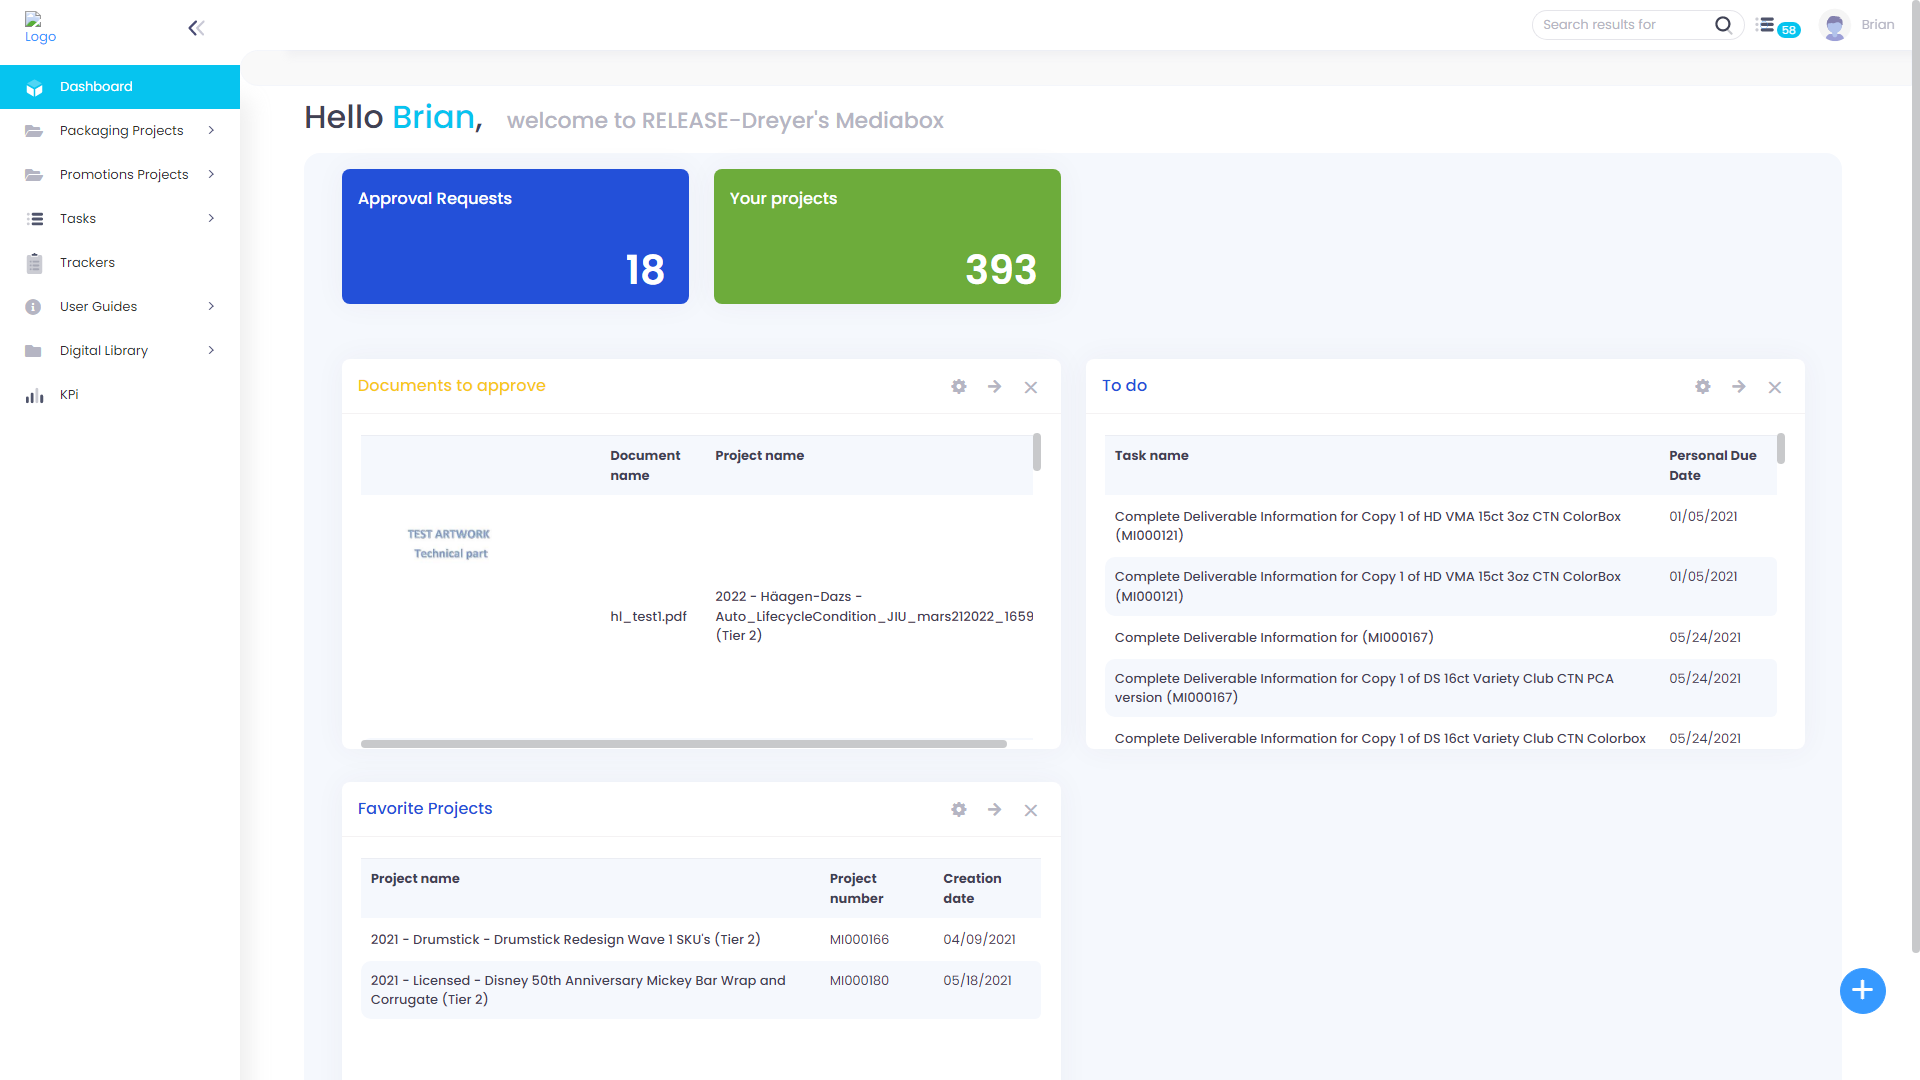 Logo
Search results for
58
Brian
Dashboard
Packaging Projects
Promotions Projects
Tasks
Trackers
User Guides
Digital Library
KPi
Hello Brian, welcome to RELEASE-Dreyer's Mediabox
Approval Requests
18
Your projects
393
Documents to approve
Document name
Project name
TEST ARTWORK
Technical part
hl_test1.pdf
2022 - Häagen-Dazs -
Auto_LifecycleCondition_JIU_mars212022_1659
(Tier 2)
To do
Task name
Personal Due Date
Complete Deliverable Information for Copy 1 of HD VMA 15ct 3oz CTN ColorBox
(MI000121)
01/05/2021
Complete Deliverable Information for Copy 1 of HD VMA 15ct 3oz CTN ColorBox
(MI000121)
01/05/2021
Complete Deliverable Information for (MI000167)
05/24/2021
Complete Deliverable Information for Copy 1 of DS 16ct Variety Club CTN PCA
version (MI000167)
05/24/2021
Complete Deliverable Information for Copy 1 of DS 16ct Variety Club CTN Colorbox
05/24/2021
Favorite Projects
Project name
Project number
Creation date
2021 - Drumstick - Drumstick Redesign Wave 1 SKU's (Tier 2)
MI000166
04/09/2021
2021 - Licensed - Disney 50th Anniversary Mickey Bar Wrap and
Corrugate (Tier 2)
MI000180
05/18/2021